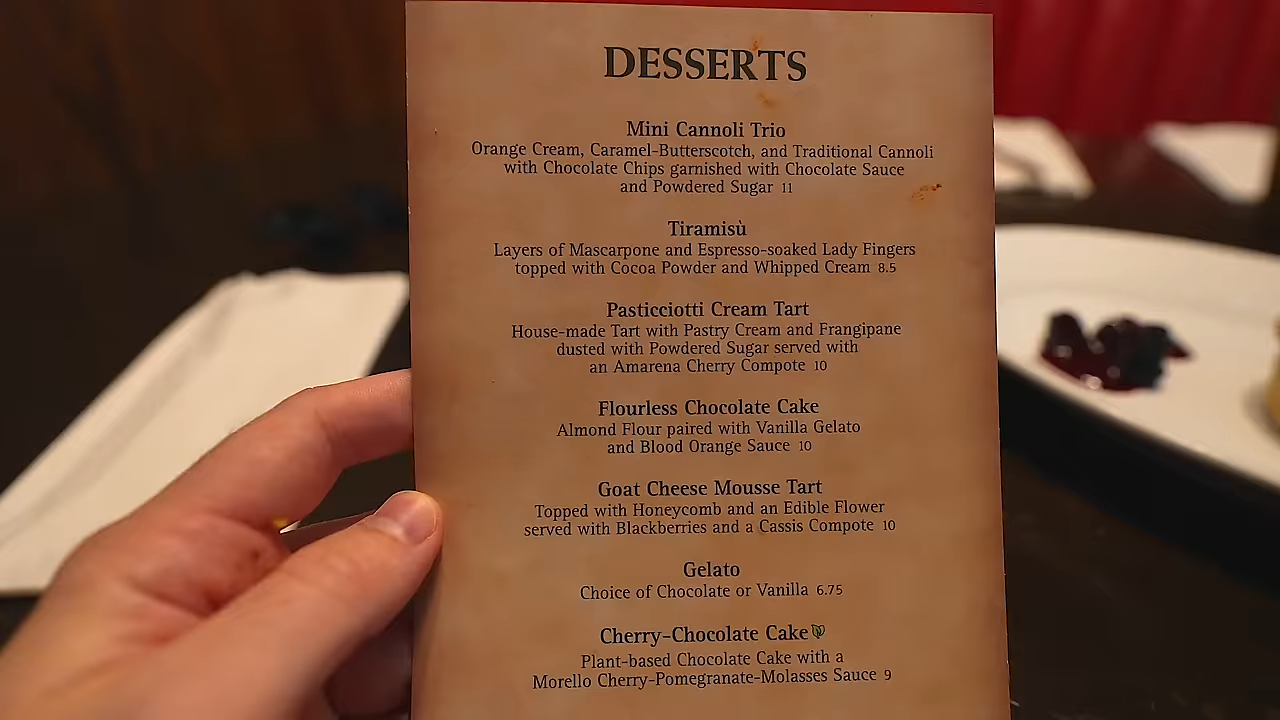 DESSERTS
Mini Cannoli Trio
Orange Cream, Caramel-Butterscotch, and Traditional Cannoli
with Chocolate Chips garnished with Chocolate Sauce
and Powdered Sugar 11
Tiramisù
Layers of Mascarpone and Espresso-soaked Lady Fingers
topped with Cocoa Powder and Whipped Cream 8.5
Pasticciotti Cream Tart
House-made Tart with Pastry Cream and Frangipane
dusted with Powdered Sugar served with
an Amarena Cherry Compote 10
Flourless Chocolate Cake
Almond Flour paired with Vanilla Gelato
and Blood Orange Sauce 10
Goat Cheese Mousse Tart
Topped with Honeycomb and an Edible Flower
served with Blackberries and a Cassis Compote 10
Gelato
Choice of Chocolate or Vanilla 6.75
Cherry-Chocolate Cake
Plant-based Chocolate Cake with a
Morello Cherry-Pomegranate-Molasses Sauce 9